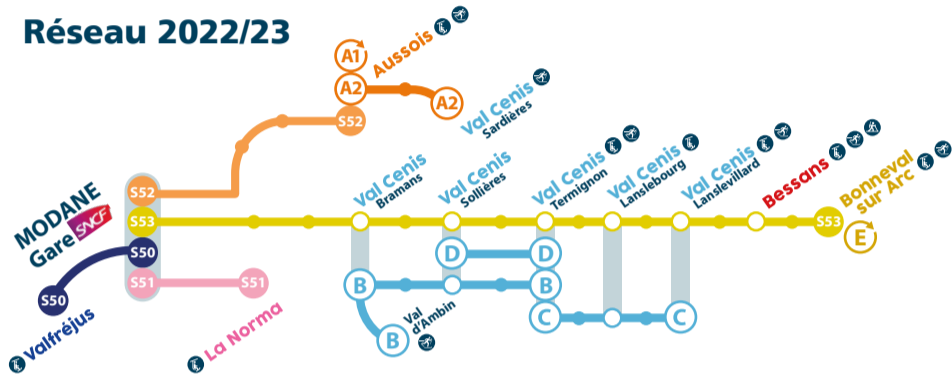 Réseau 2022/23
A1
Aussois
A2
A2
S52
Val Cenis
Sardières
S52
MODANE
Gare SNCF
S53
S50
S51
S51
S50
Valfréjus
La Norma
Val Cenis
Bramans
Val Cenis
Sollières
Val Cenis
Termignon
Val Cenis
Lanslebourg
Val Cenis
Lanslevillard
Bessans
S53
Bonneval
sur Arc
E
D
D
B
B
B
Val
d'Ambin
C
C